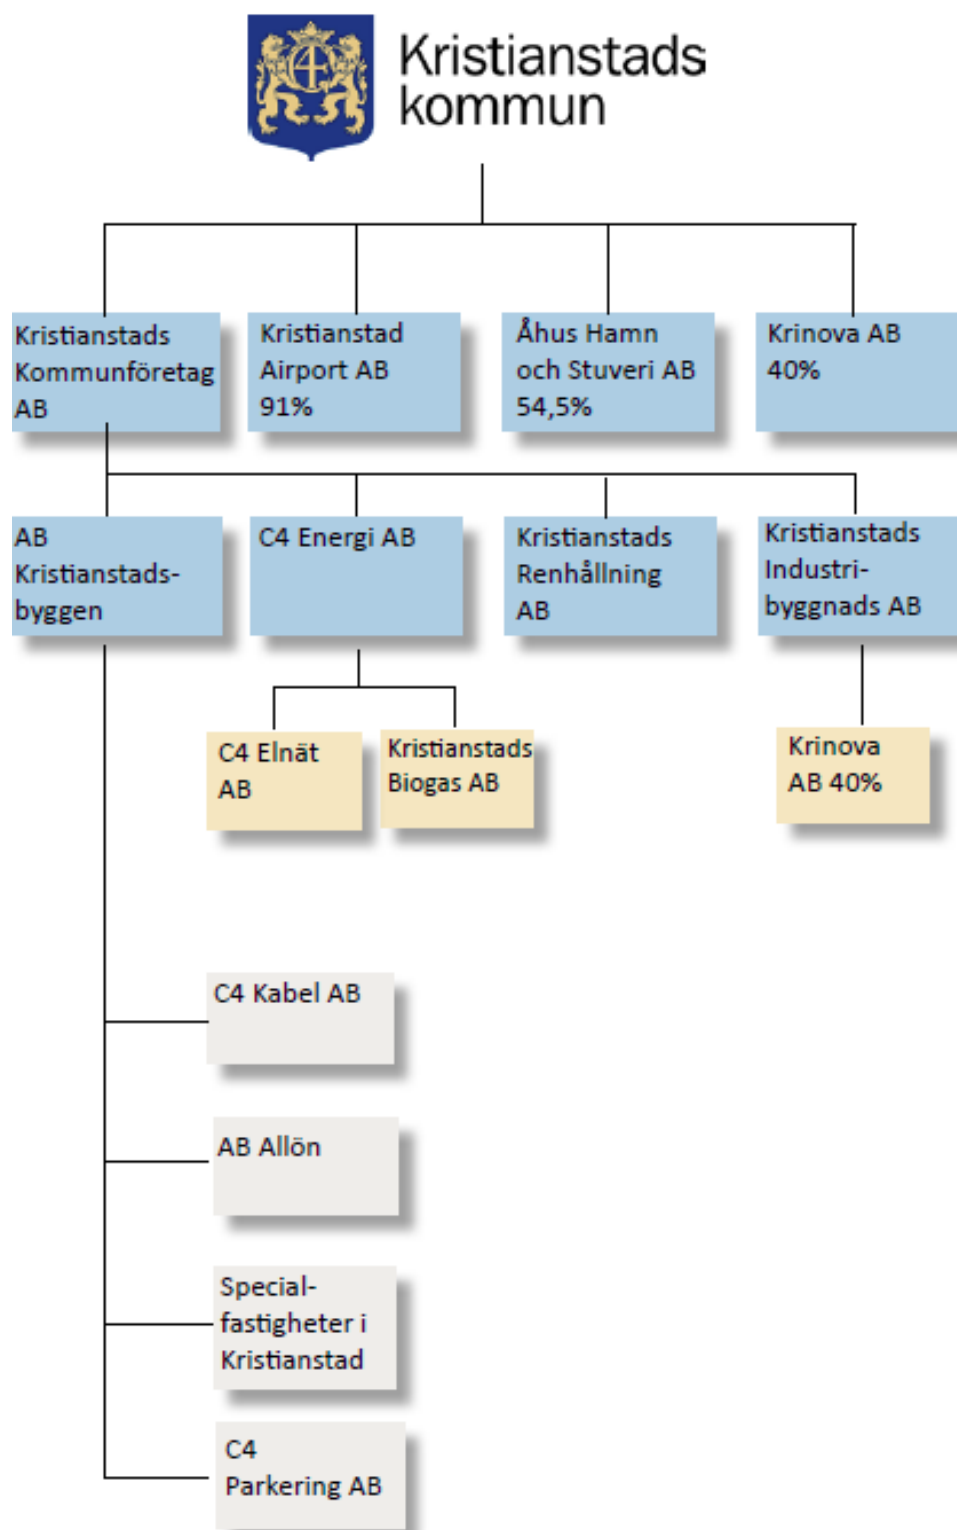 Kristianstads
kommun
Kristianstads
Kommunföretag
AB
Kristianstad
Airport AB
91%
Åhus Hamn
och Stuveri AB
54,5%
Krinova AB
40%
AB
Kristianstads-
byggen
C4 Energi AB
Kristianstads
Renhållning
AB
Kristianstads
Industri-
byggnads AB
C4 Elnät
AB
Kristianstads
Biogas AB
Krinova
AB 40%
C4 Kabel AB
AB Allön
Special-
fastigheter i
Kristianstad
C4
Parkering AB